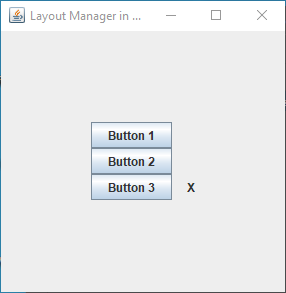 Layout Manager in ...
Button 1
Button 2
Button 3 X